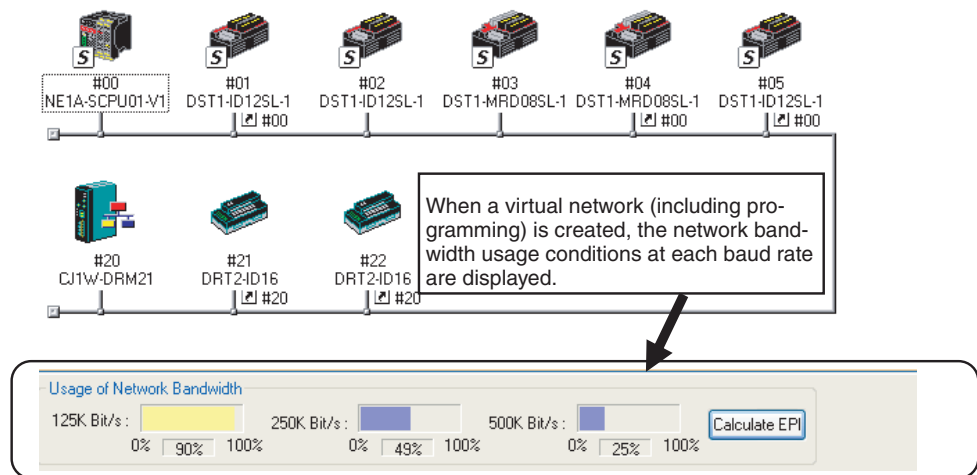 S S S S S S
#00 #01 #02 #03 #04 #05
NE1A-SCPU01-V1 DST1-ID12SL-1 DST1-ID12SL-1 DST1-MRD08SL-1 DST1-MRD08SL-1 DST1-ID12SL-1
#00 #00 #00
When a virtual network (including pro-
gramming) is created, the network band-
width usage conditions at each baud rate
are displayed.
#20 #21 #22
CJ1W-DRM21 DRT2-ID16 DRT2-ID16
#20 #20
Usage of Network Bandwidth
125K Bit/s : 250K Bit/s : 500K Bit/s : Calculate EPI
0% 90% 100% 0% 49% 100% 0% 25% 100%